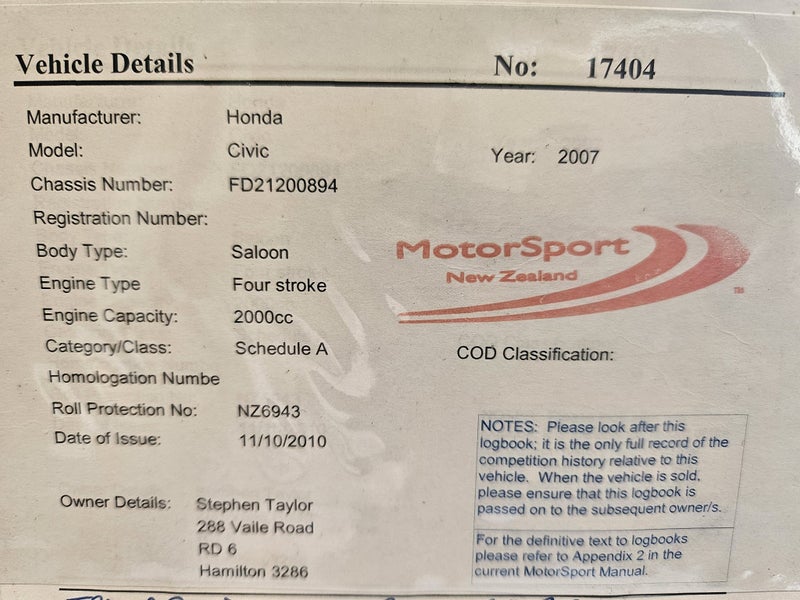 Vehicle Details No: 17404
Manufacturer: Honda
Model: Civic Year: 2007
Chassis Number: FD21200894
Registration Number:
Body Type: Saloon
MotorSport
New Zealand
TM
Engine Type Four stroke
Engine Capacity: 2000cc
Category/Class: Schedule A
COD Classification:
Homologation Numbe
Roll Protection No: NZ6943
Date of Issue: 11/10/2010
NOTES: Please look after this
logbook; it is the only full record of the
competition history relative to this
vehicle. When the vehicle is sold,
please ensure that this logbook is
passed on to the subsequent owner/s.
For the definitive text to logbooks
please refer to Appendix 2 in the
current MotorSport Manual.
Owner Details: Stephen Taylor
288 Vaile Road
RD 6
Hamilton 3286